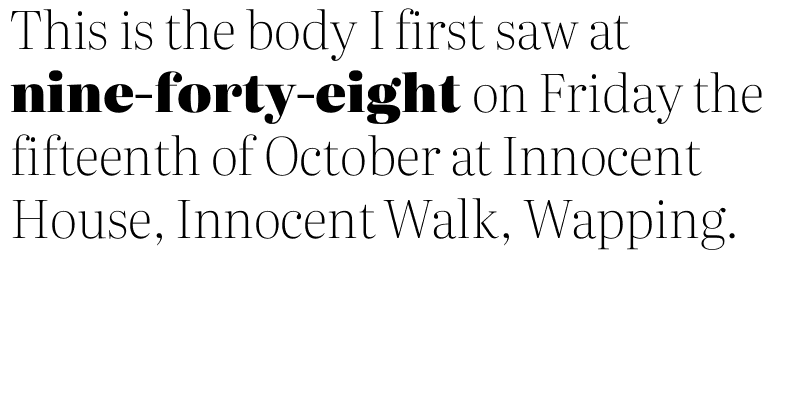 This is the body I first saw at
nine-forty-eight on Friday the
fifteenth of October at Innocent
House, Innocent Walk, Wapping.